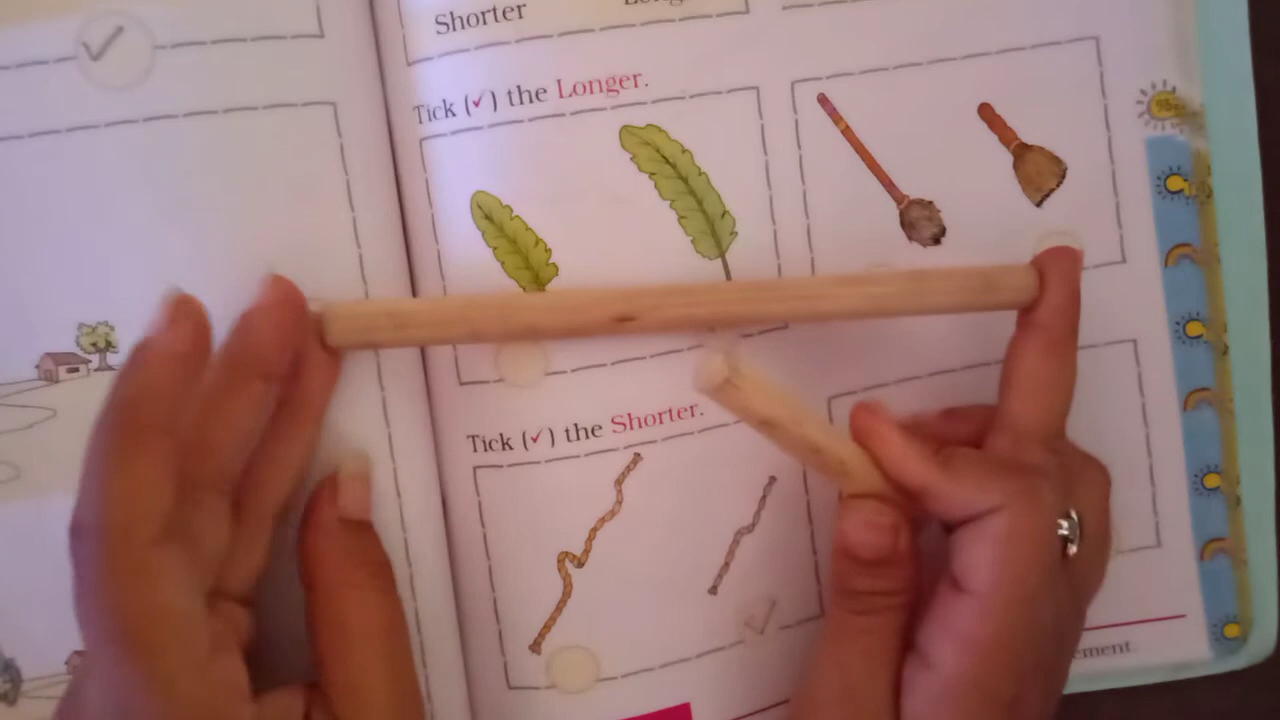 Shorter
Tick (✓) the Longer.
Tick (✓) the Shorter.